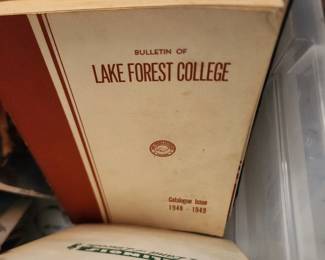 BULLETIN OF
LAKE FOREST COLLEGE
Catalogue Issue
1948 - 1949